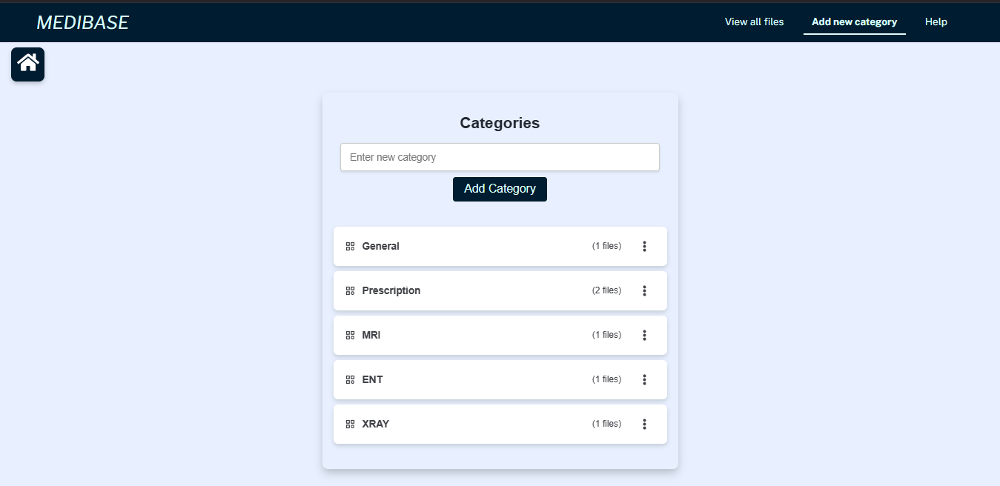 MEDIBASE View all files Add new category Help
Categories
Enter new category
Add Category
General (1 files)
Prescription (2 files)
MRI (1 files)
ENT (1 files)
XRAY (1 files)